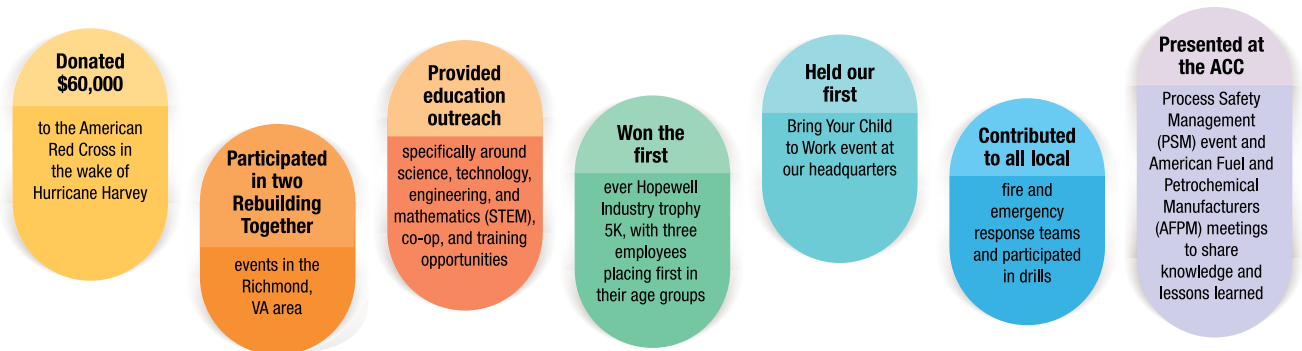 Donated
$60,000
to the American
Red Cross in
the wake of
Hurricane Harvey
Participated
in two
Rebuilding
Together
events in the
Richmond,
VA area
Provided
education
outreach
specifically around
science, technology,
engineering, and
mathematics (STEM),
co-op, and training
opportunities
Won the
first
ever Hopewell
Industry trophy
5K, with three
employees
placing first in
their age groups
Held our
first
Bring Your Child
to Work event at
our headquarters
Contributed
to all local
fire and
emergency
response teams
and participated
in drills
Presented at
the ACC
Process Safety
Management
(PSM) event and
American Fuel and
Petrochemical
Manufacturers
(AFPM) meetings
to share
knowledge and
lessons learned